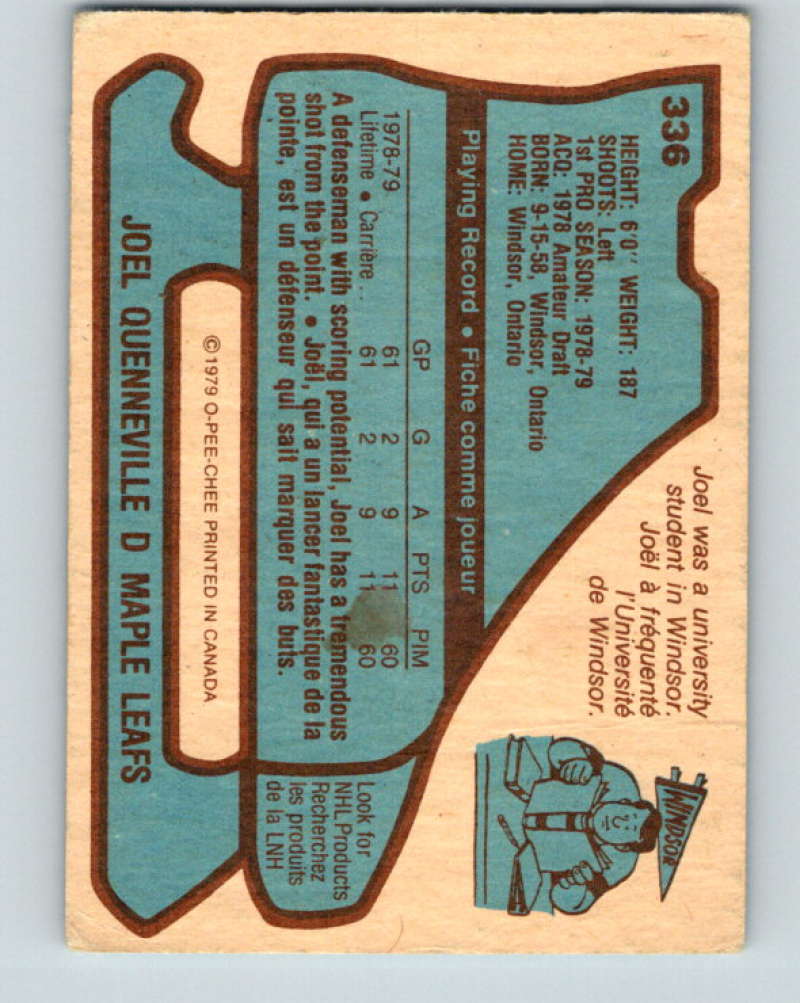 336
HEIGHT: 6'0" WEIGHT: 187
SHOOTS: Left
1st PRO SEASON: 1978-79
ACQ: 1978 Amateur Draft
BORN: 9-15-58, Windsor, Ontario
HOME: Windsor, Ontario
Joel was a university
student in Windsor.
Joël à fréquenté
l'Université
de Windsor.
WINDSOR
Playing Record • Fiche comme joueur
GP G A PTS PIM
1978-79 61 2 9 11 60
Lifetime • Carrière .. 61 2 9 11 60
A defenseman with scoring potential, Joel has a tremendous
shot from the point. • Joël, qui a un lancer fantastique de la
pointe, est un défenseur qui sait marquer des buts.
Look for
NHL Products
Recherchez
les produits
de la LNH
©1979 O-PEE-CHEE PRINTED IN CANADA
JOEL QUENNEVILLE D MAPLE LEAFS